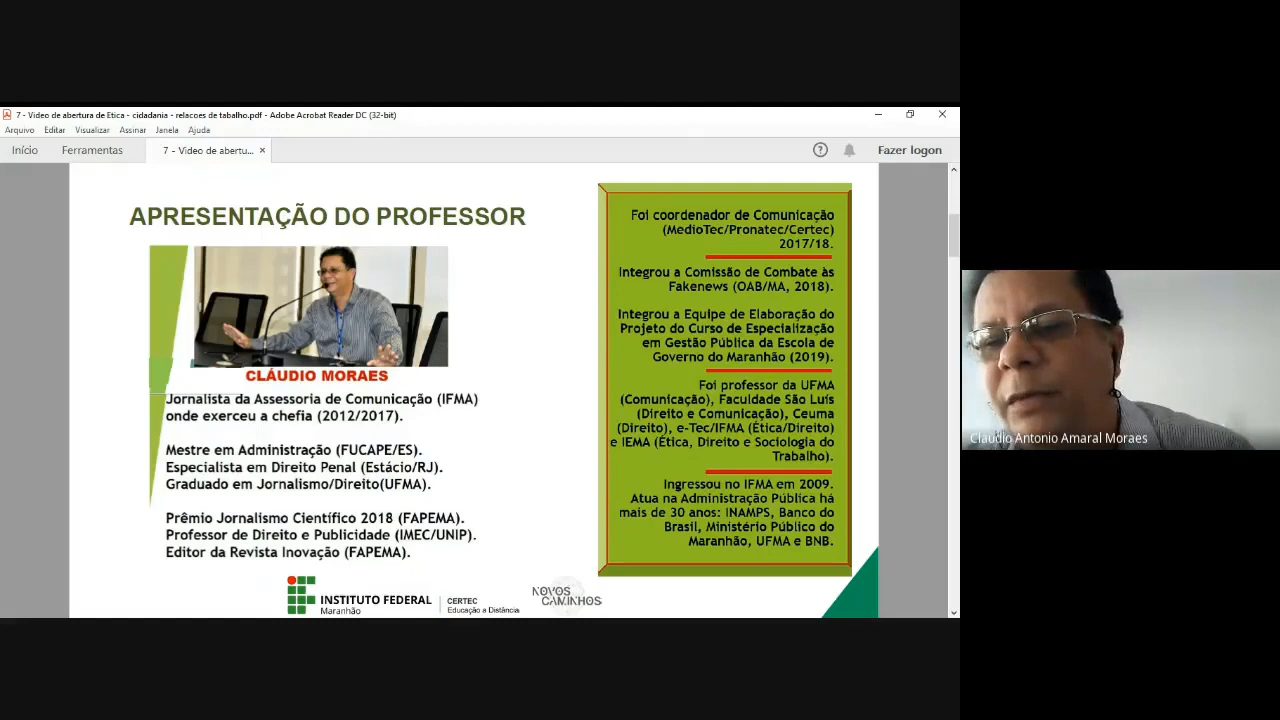 7 - Video de abertura de Etica - cidadania - relacoes de tabalho.pdf - Adobe Acrobat Reader DC (32-bit)
Arquivo Editar Visualizar Assinar Janela Ajuda
Início Ferramentas 7 - Video de abertu... × Fazer logon
APRESENTAÇÃO DO PROFESSOR
CLÁUDIO MORAES
Jornalista da Assessoria de Comunicação (IFMA)
onde exerceu a chefia (2012/2017).
Mestre em Administração (FUCAPE/ES).
Especialista em Direito Penal (Estácio/RJ).
Graduado em Jornalismo/Direito(UFMA).
Prêmio Jornalismo Científico 2018 (FAPEMA).
Professor de Direito e Publicidade (IMEC/UNIP).
Editor da Revista Inovação (FAPEMA).
Foi coordenador de Comunicação
(MedioTec/Pronatec/Certec)
2017/18.
Integrou a Comissão de Combate às
Fakenews (OAB/MA, 2018).
Integrou a Equipe de Elaboração do
Projeto do Curso de Especialização
em Gestão Pública da Escola de
Governo do Maranhão (2019).
Foi professor da UFMA
(Comunicação), Faculdade São Luís
(Direito e Comunicação), Ceuma
(Direito), e-Tec/IFMA (Ética/Direito)
e IEMA (Ética, Direito e Sociologia do
Trabalho).
Ingressou no IFMA em 2009.
Atua na Administração Pública há
mais de 30 anos: INAMPS, Banco do
Brasil, Ministério Público do
Maranhão, UFMA e BNB.
INSTITUTO FEDERAL
Maranhão
CERTEC
Educação a Distância
NOVOS
CAMINHOS
Claudio Antonio Amaral Moraes